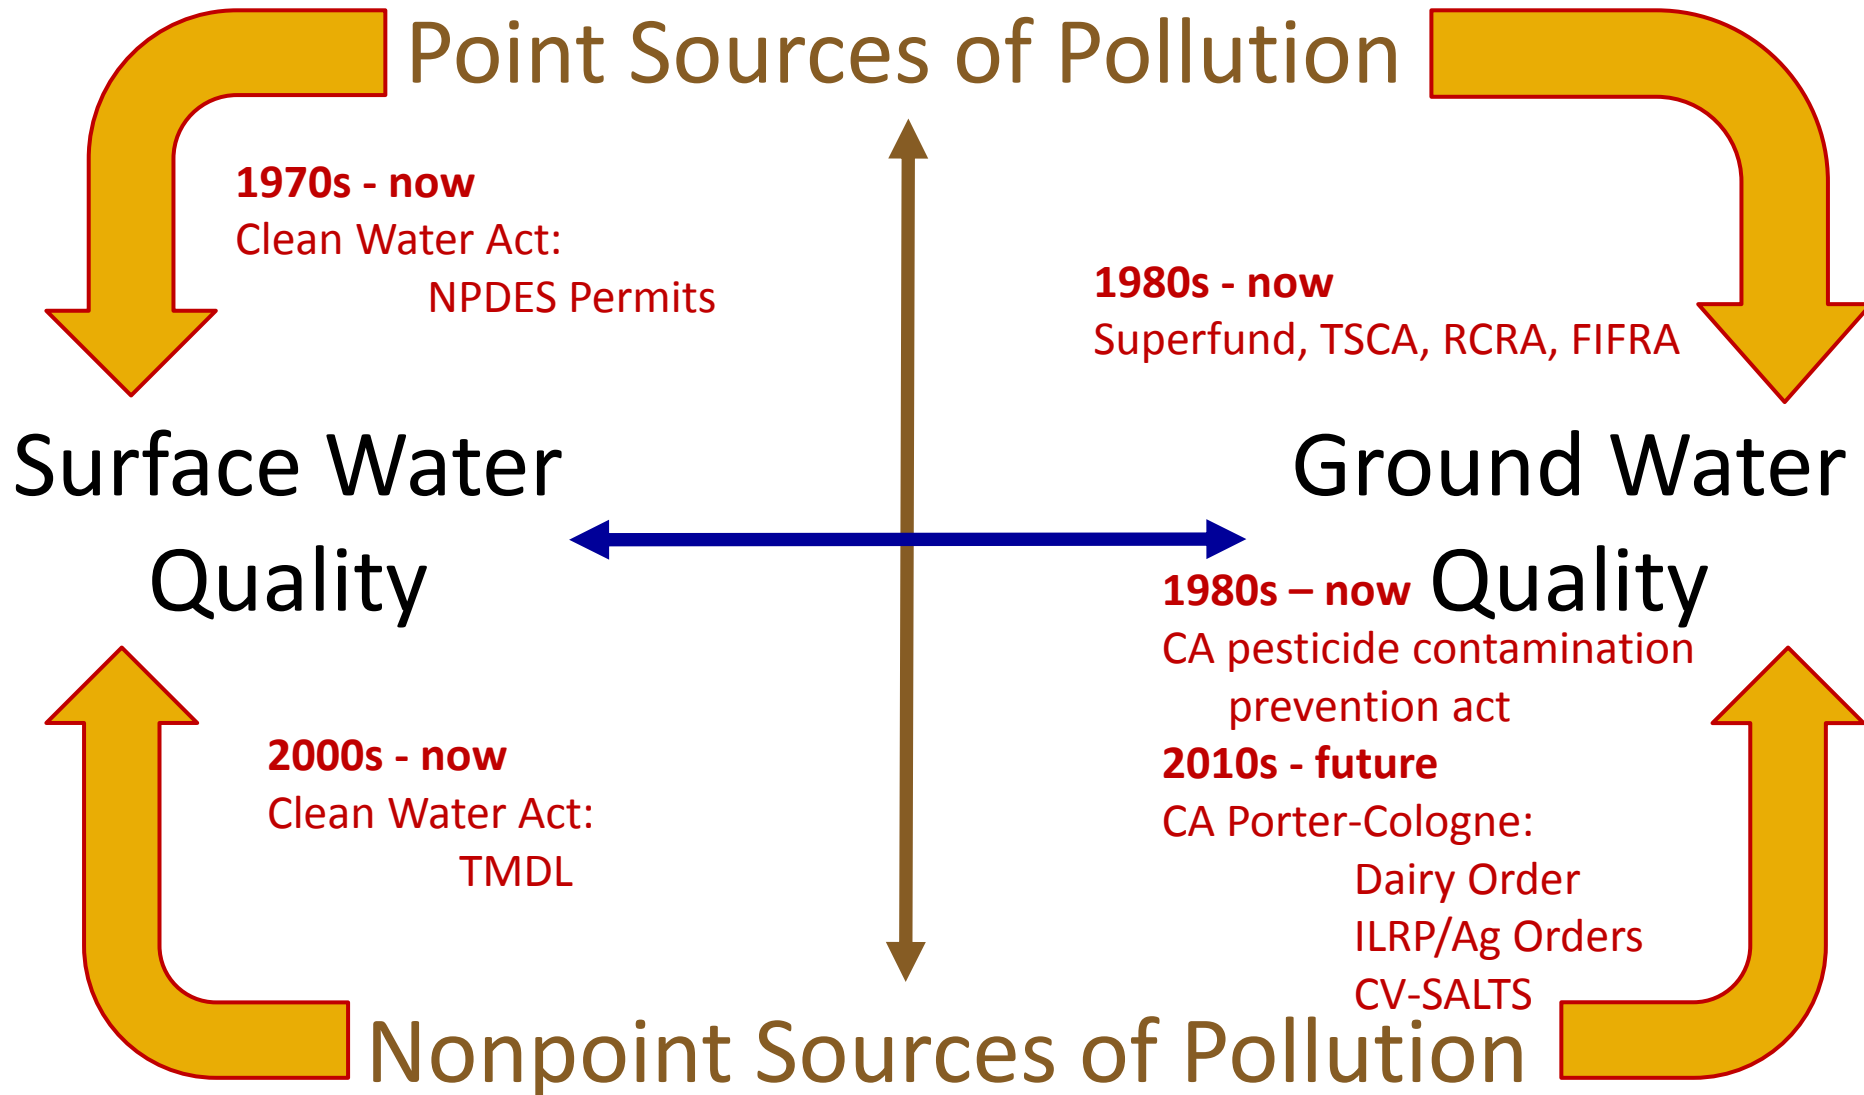 Point Sources of Pollution
1970s - now
Clean Water Act:
NPDES Permits
1980s - now
Superfund, TSCA, RCRA, FIFRA
Surface Water
Quality
Ground Water
Quality
1980s – now
CA pesticide contamination
prevention act
2010s - future
CA Porter-Cologne:
Dairy Order
ILRP/Ag Orders
CV-SALTS
2000s - now
Clean Water Act:
TMDL
Nonpoint Sources of Pollution